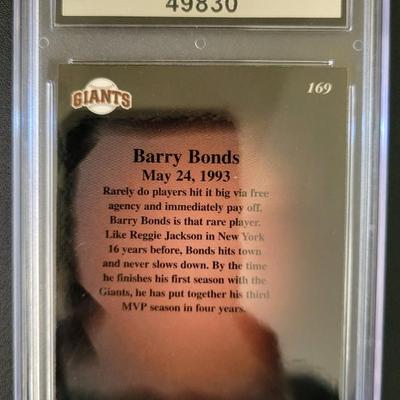 49830
GIANTS
169
Barry Bonds
May 24, 1993
Rarely do players hit it big via free
agency and immediately pay off.
Barry Bonds is that rare player.
Like Reggie Jackson in New York
16 years before, Bonds hits town
and never slows down. By the time
he finishes his first season with the
Giants, he has put together his third
MVP season in four years.